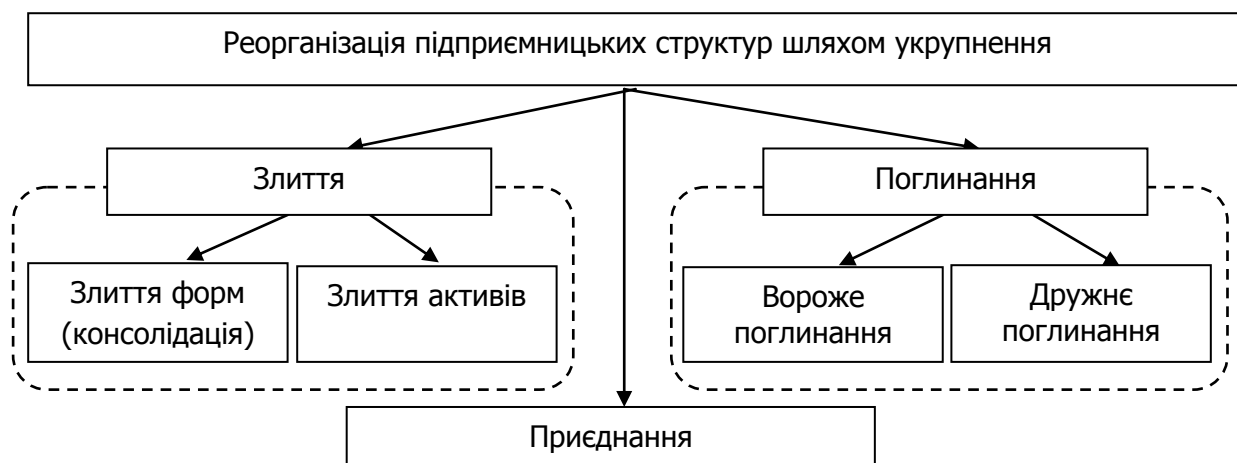 Реорганізація підприємницьких структур шляхом укрупнення
Злиття
Поглинання
Злиття форм
(консолідація)
Злиття активів
Вороже
поглинання
Дружнє
поглинання
Приєднання